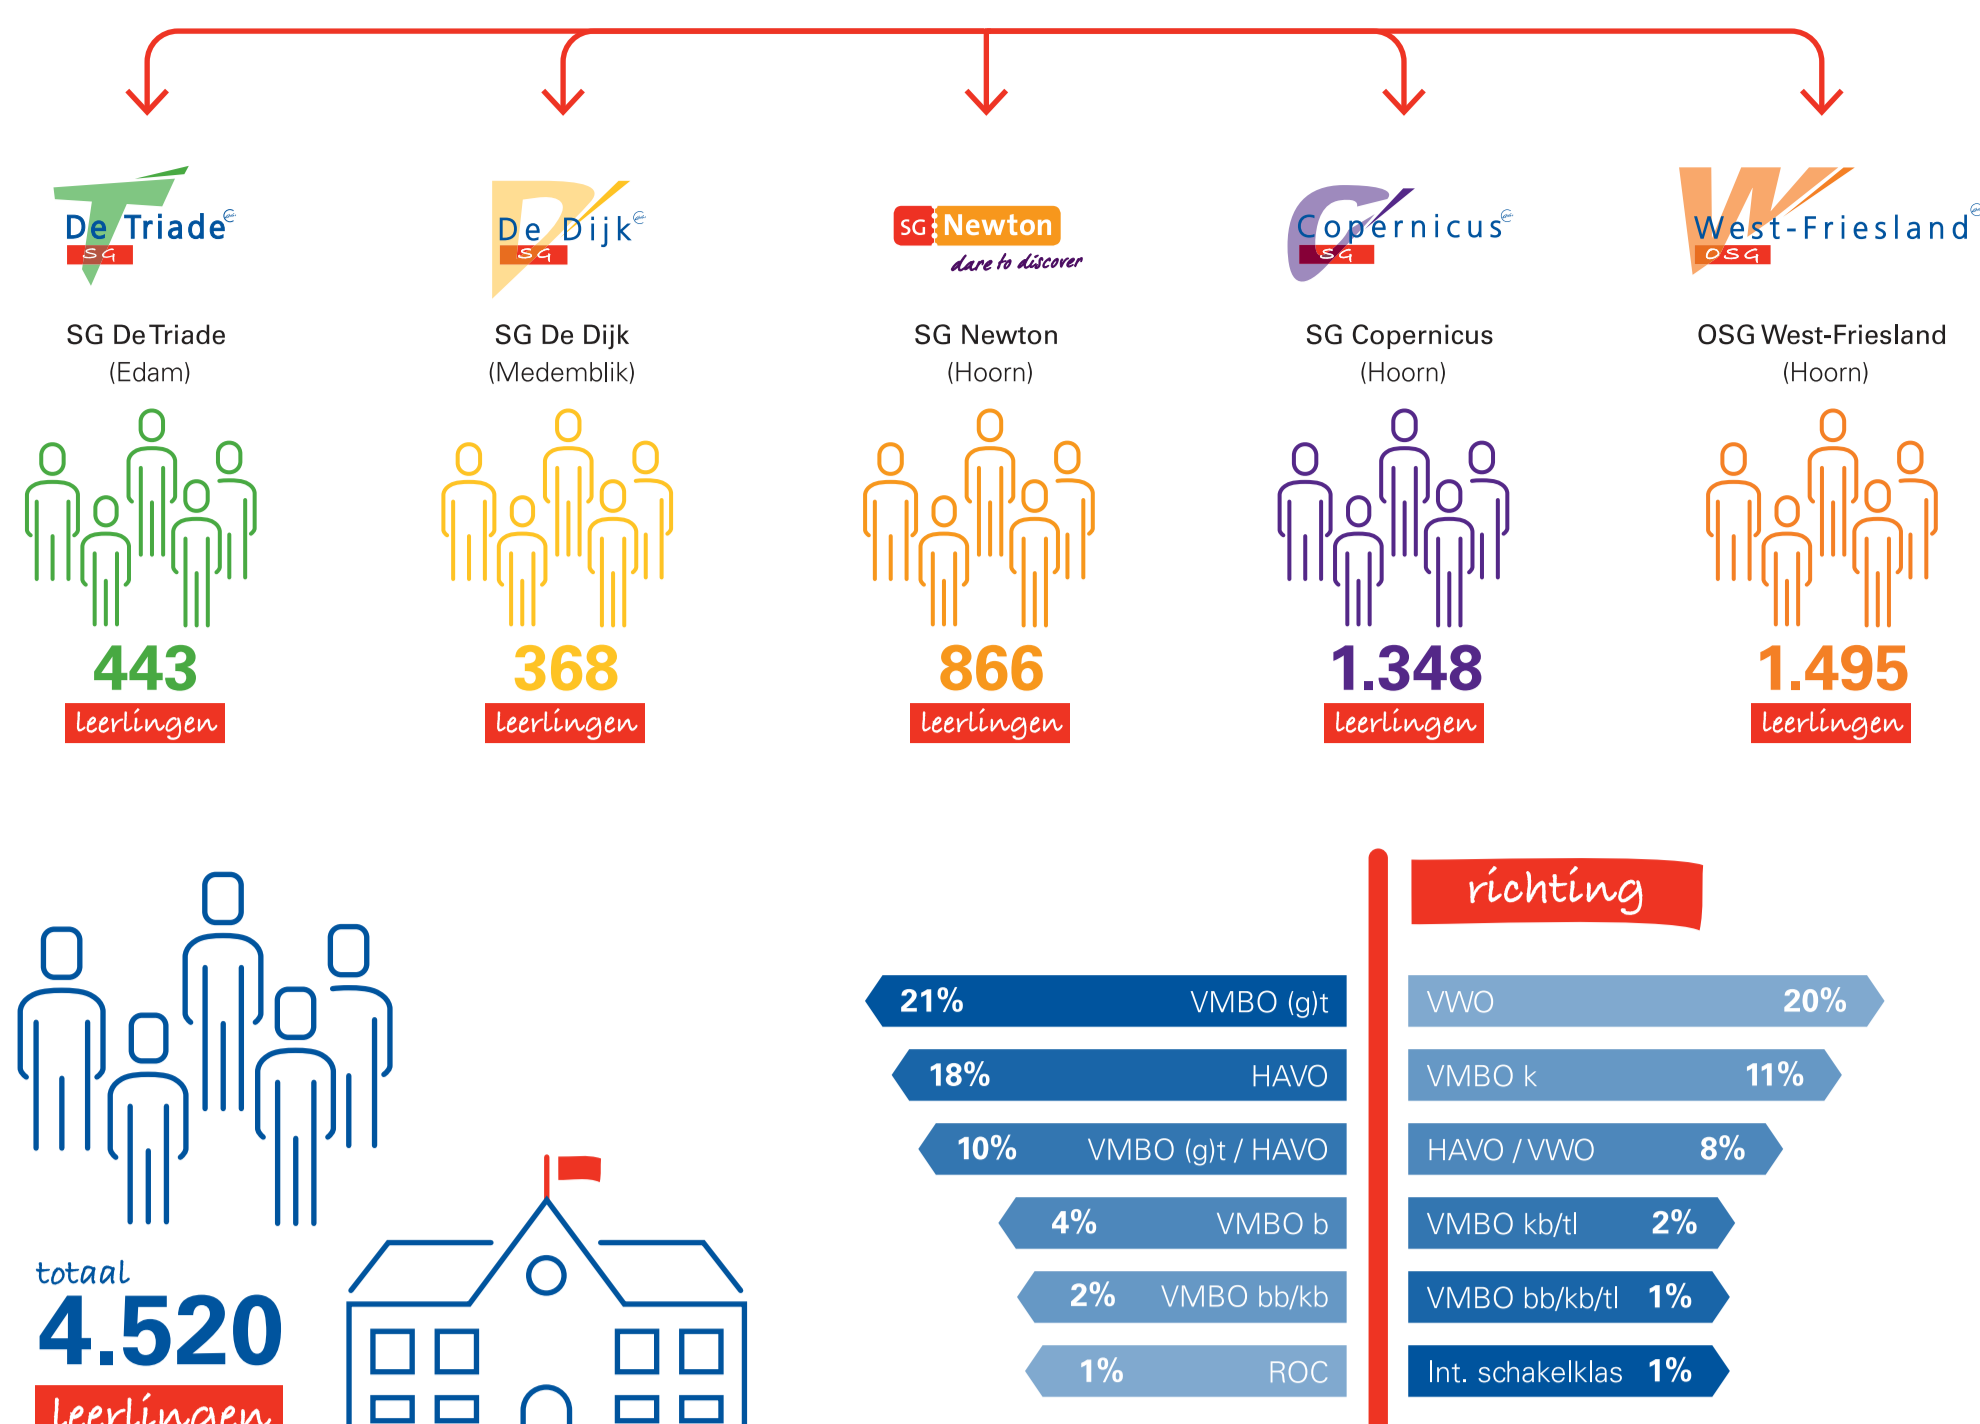 De Triade
SG
De Dijk
SG
SG Newton
dare to discover
Copernicus
SG
West-Friesland
OSG
SG De Triade
(Edam)
SG De Dijk
(Medemblik)
SG Newton
(Hoorn)
SG Copernicus
(Hoorn)
OSG West-Friesland
(Hoorn)
443
leerlingen
368
leerlingen
866
leerlingen
1.348
leerlingen
1.495
leerlingen
totaal
4.520
leerlingen
richting
21% VMBO (g)t
VWO 20%
18% HAVO
VMBO k 11%
10% VMBO (g)t / HAVO
HAVO / VWO 8%
4% VMBO b
VMBO kb/tl 2%
2% VMBO bb/kb
VMBO bb/kb/tl 1%
1% ROC
Int. schakelklas 1%